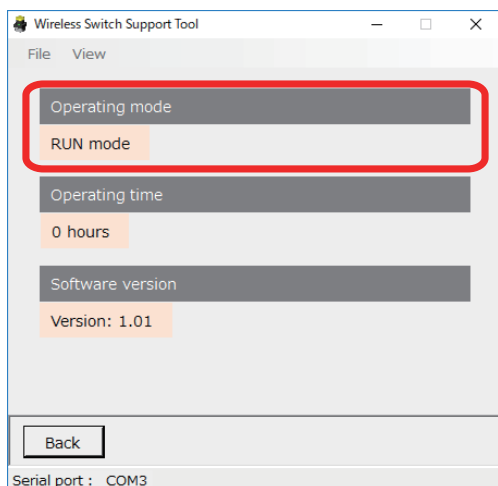 Wireless Switch Support Tool
File View
Operating mode
RUN mode
Operating time
0 hours
Software version
Version: 1.01
Back
Serial port : COM3